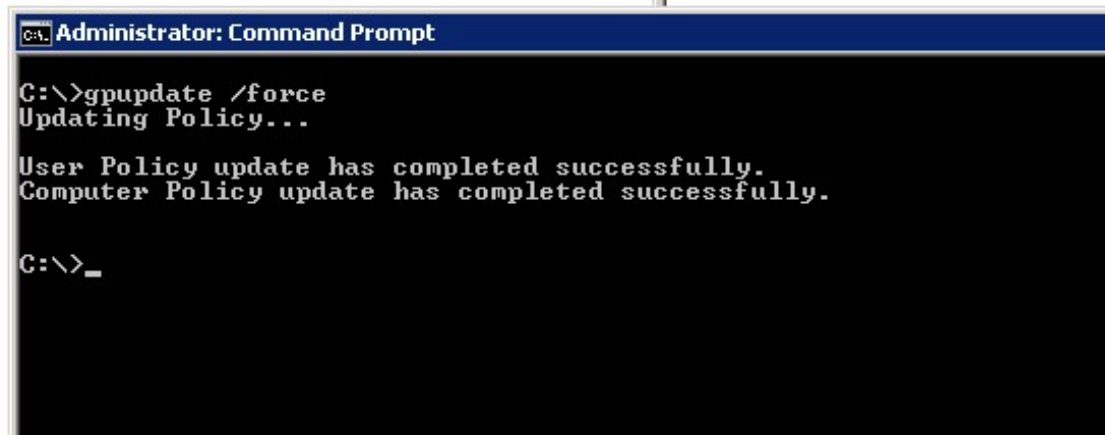 Administrator: Command Prompt
C:\>gpupdate /force
Updating Policy...
User Policy update has completed successfully.
Computer Policy update has completed successfully.
C:\>_